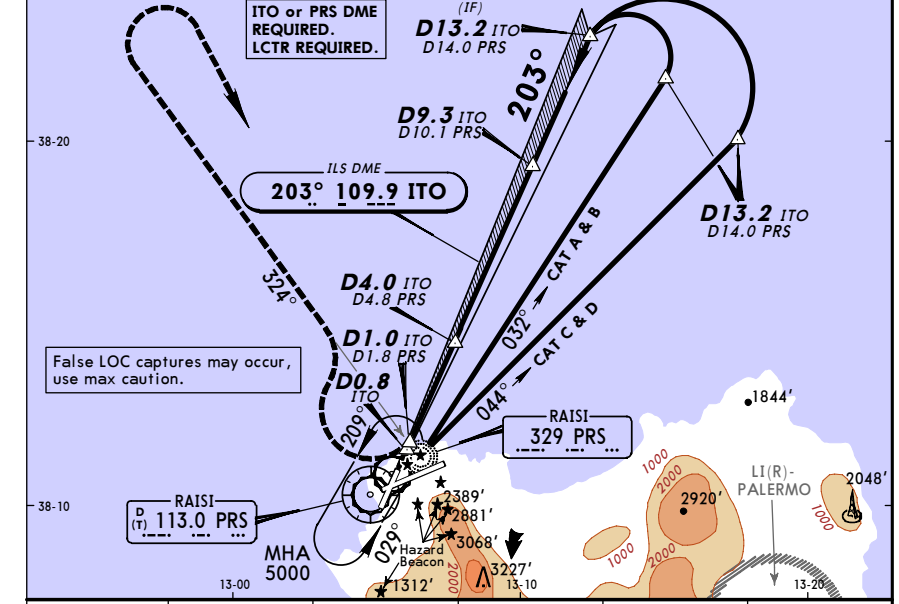 ITO or PRS DME
REQUIRED.
LCTR REQUIRED.
(IF)
D13.2 ITO
D14.0 PRS
203°
D9.3 ITO
D10.1 PRS
38-20
ILS DME
203° 109.9 ITO
D13.2 ITO
D14.0 PRS
032° CAT A & B
044° CAT C & D
324°
D4.0 ITO
D4.8 PRS
D1.0 ITO
D1.8 PRS
False LOC captures may occur,
use max caution.
D0.8
ITO
209°
1844'
RAISI
329 PRS
1000
2000
LI(R)-
PALERMO
2048'
1000
RAISI
D
(T) 113.0 PRS
38-10
2389'
2881'
3068'
2920'
029°
Hazard
Beacon
MHA
5000
1000
2000
2000
3227'
1312'
13-00
13-10
13-20